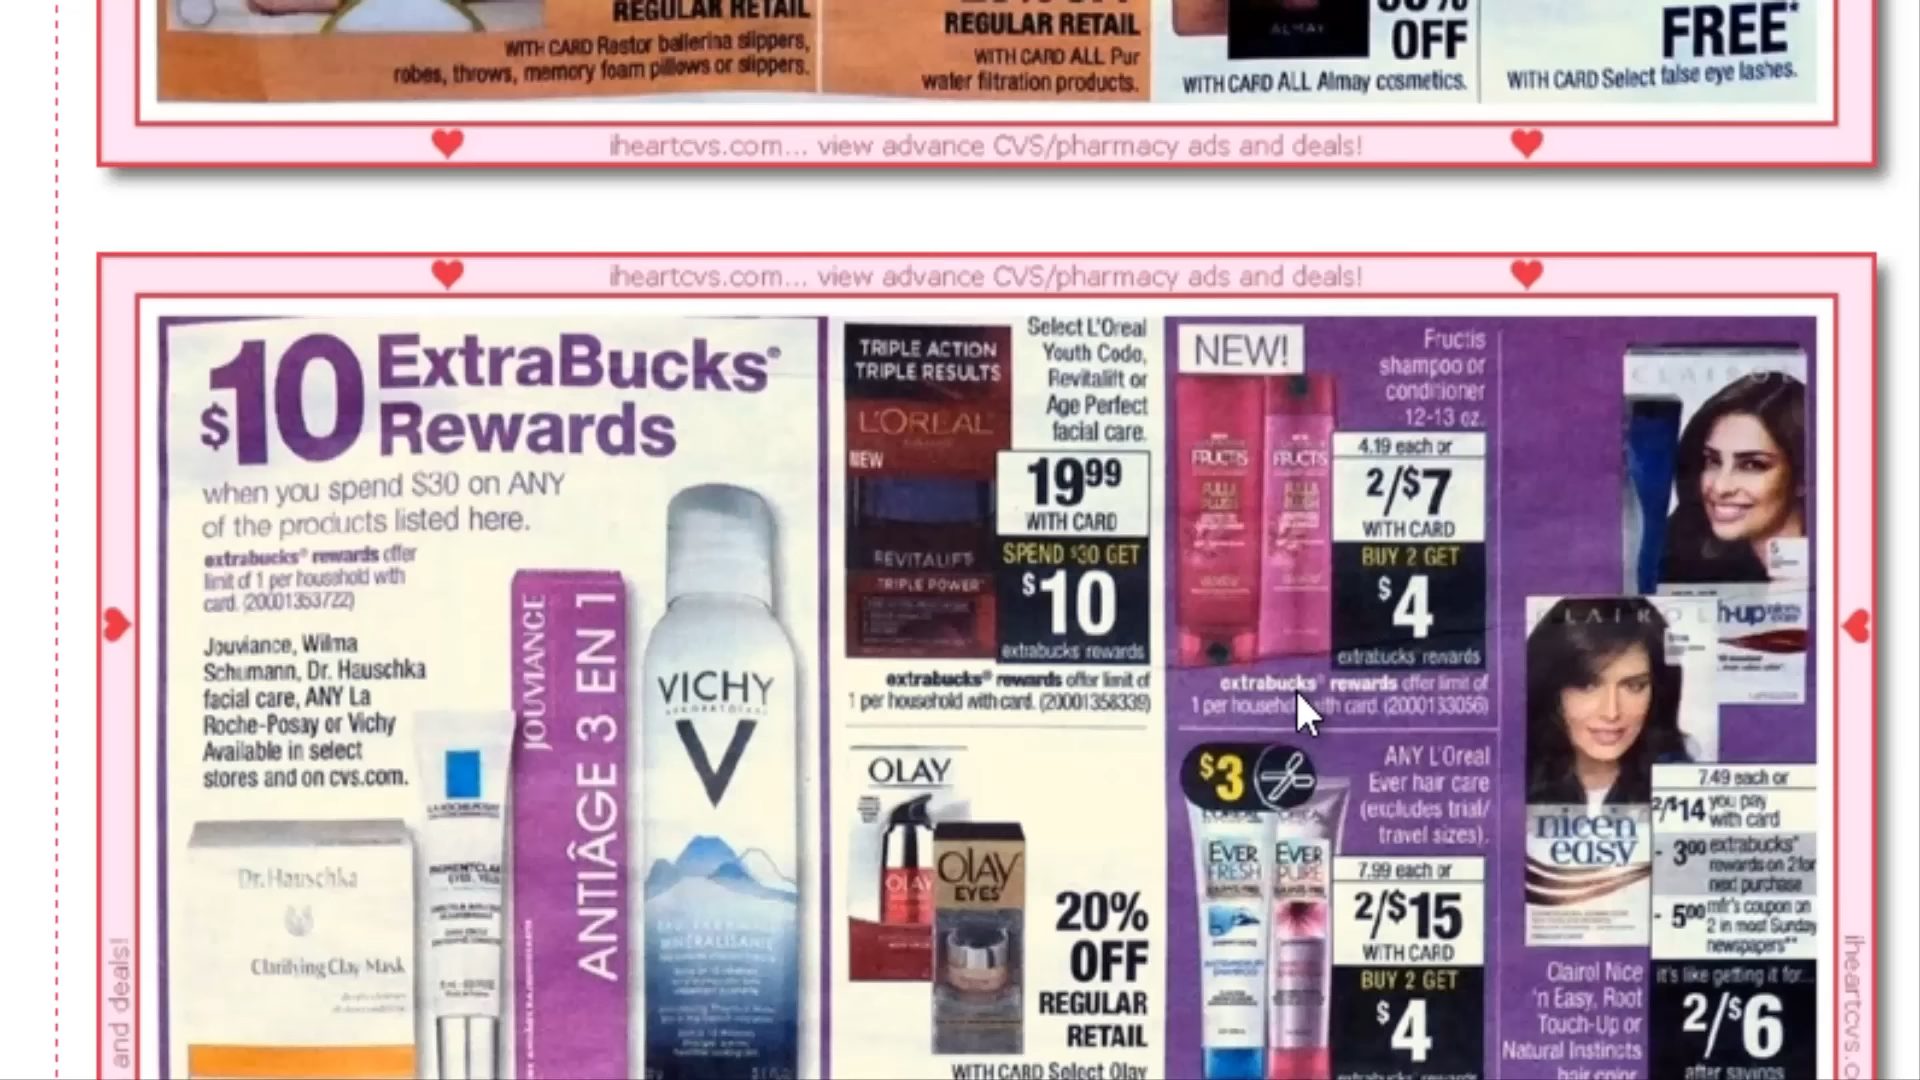 REGULAR RETAIL
WITH CARD Restor ballerina slippers,
robes, throws, memory foam pillows or slippers.
REGULAR RETAIL
WITH CARD ALL Pur
water filtration products.
ALMAY
OFF
WITH CARD ALL Almay cosmetics.
FREE*
WITH CARD Select false eye lashes.
iheartcvs.com... view advance CVS/pharmacy ads and deals!
iheartcvs.com... view advance CVS/pharmacy ads and deals!
$10 ExtraBucks®
Rewards
when you spend $30 on ANY
of the products listed here.
extrabucks® rewards offer
limit of 1 per household with
card. (20001353722)
Jouviance, Wilma
Schumann, Dr. Hauschka
facial care, ANY La
Roche-Posay or Vichy
Available in select
stores and on cvs.com.
Dr. Hauschka
Clarifying Clay Mask
JOUVIANCE
ANTIÂGE 3 EN 1
VICHY
LABORATOIRES
V
MINÉRALISANTE
TRIPLE ACTION
TRIPLE RESULTS
L'OREAL
NEW
REVITALIFT
TRIPLE POWER
Select L'Oreal
Youth Code,
Revitalift or
Age Perfect
facial care.
19⁹⁹
WITH CARD
SPEND $30 GET
$10
extrabucks rewards
extrabucks® rewards offer limit of
1 per household with card. (20001358339)
OLAY
OLAY
OLAY
EYES
20%
OFF
REGULAR
RETAIL
WITH CARD Select Olay
NEW!
FRUCTIS
FRUCTIS
Fructis
shampoo or
conditioner
12-13 oz.
4.19 each or
2/$7
WITH CARD
BUY 2 GET
$4
extrabucks rewards
extrabucks® rewards offer limit of
1 per household with card. (2000133056)
$3
EVER
FRESH
EVER
PURE
ANY L'Oreal
Ever hair care
(excludes trial/
travel sizes).
7.99 each or
2/$15
WITH CARD
BUY 2 GET
$4
extrabucks rewards
CLAIROL
CLAIROL
nice'n
easy
7.49 each or
2/$14 you pay
with card
- 3⁰⁰ extrabucks®
rewards on 2 for
next purchase
- 5⁰⁰ mfr's coupon on
2 in most Sunday
newspapers**
it's like getting it for...
2/$6
after savings
Clairol Nice
'n Easy, Root
Touch-Up or
Natural Instincts
hair color.
and deals!
iheartcvs.